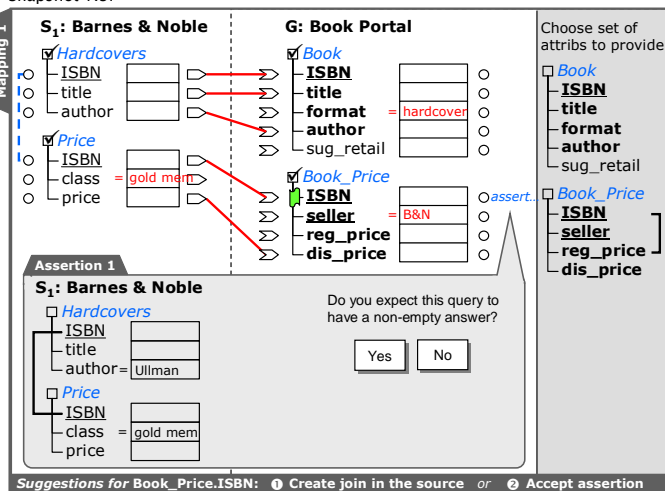 Mapping 1
S1: Barnes & Noble
Hardcovers
ISBN
title
author
Price
ISBN
class = gold mem
price
G: Book Portal
Book
ISBN
title
format = hardcover
author
sug_retail
Book_Price
ISBN assert...
seller = B&N
reg_price
dis_price
Choose set of
attribs to provide
Book
ISBN
title
format
author
sug_retail
Book_Price
ISBN
seller
reg_price
dis_price
Assertion 1
S1: Barnes & Noble
Hardcovers
ISBN
title
author = Ullman
Price
ISBN
class = gold mem
price
Do you expect this query to
have a non-empty answer?
Yes No
Suggestions for Book_Price.ISBN: 1 Create join in the source or 2 Accept assertion